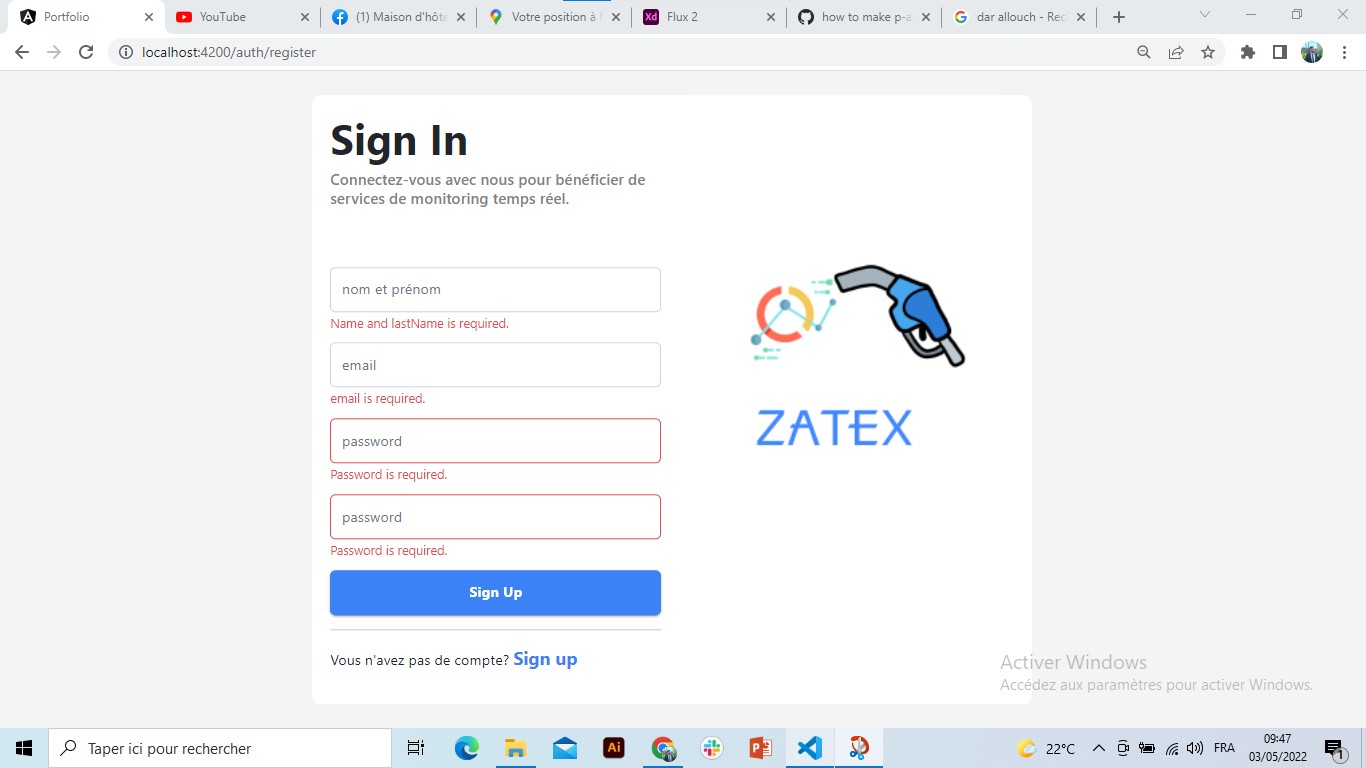 Portfolio
YouTube
(1) Maison d'hôte
Votre position à
Xd
Flux 2
how to make p-a
dar allouch - Rec
localhost:4200/auth/register
Sign In
Connectez-vous avec nous pour bénéficier de
services de monitoring temps réel.
nom et prénom
Name and lastName is required.
email
email is required.
password
Password is required.
password
Password is required.
Sign Up
Vous n'avez pas de compte? Sign up
ZATEX
Activer Windows
Accédez aux paramètres pour activer Windows.
Taper ici pour rechercher
Ai
22°C
FRA
09:47
03/05/2022
1